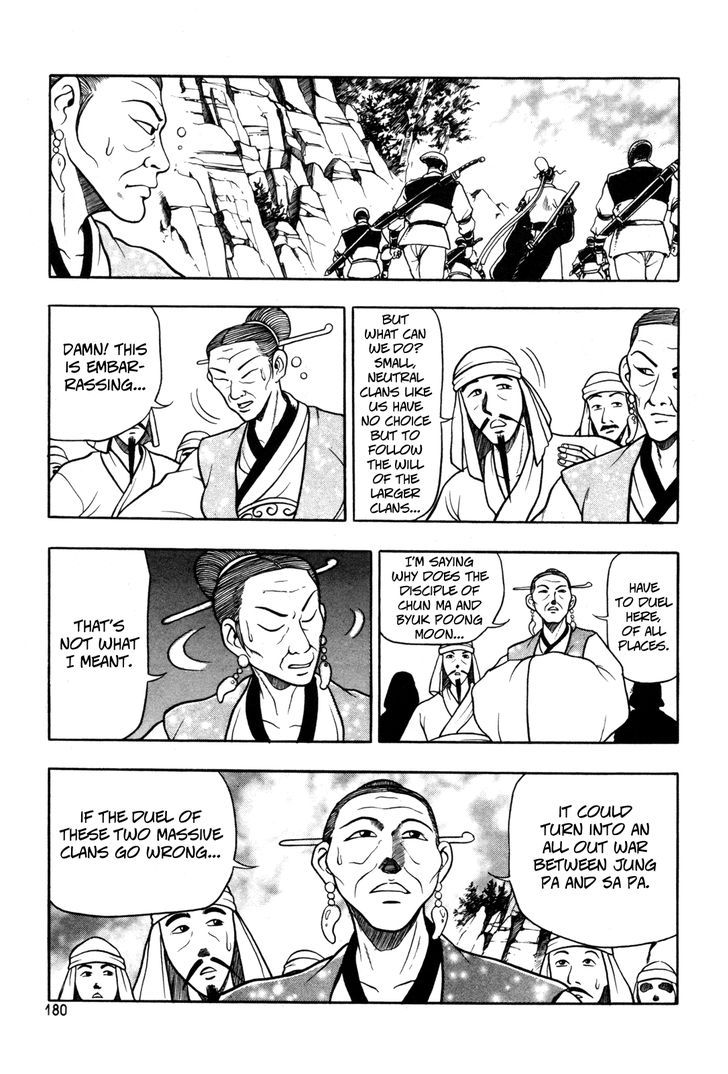 DAMN! THIS
IS EMBAR-
RASSING...
BUT
WHAT CAN
WE DO?
SMALL,
NEUTRAL
CLANS LIKE
US HAVE
NO CHOICE
BUT TO
FOLLOW
THE WILL
OF THE
LARGER
CLANS...
THAT'S
NOT WHAT
I MEANT.
I'M SAYING
WHY DOES THE
DISCIPLE OF
CHUN MA AND
BYUK POONG
MOON...
HAVE
TO DUEL
HERE,
OF ALL
PLACES.
IF THE DUEL OF
THESE TWO MASSIVE
CLANS GO WRONG...
IT COULD
TURN INTO AN
ALL OUT WAR
BETWEEN JUNG
PA AND SA PA.
180